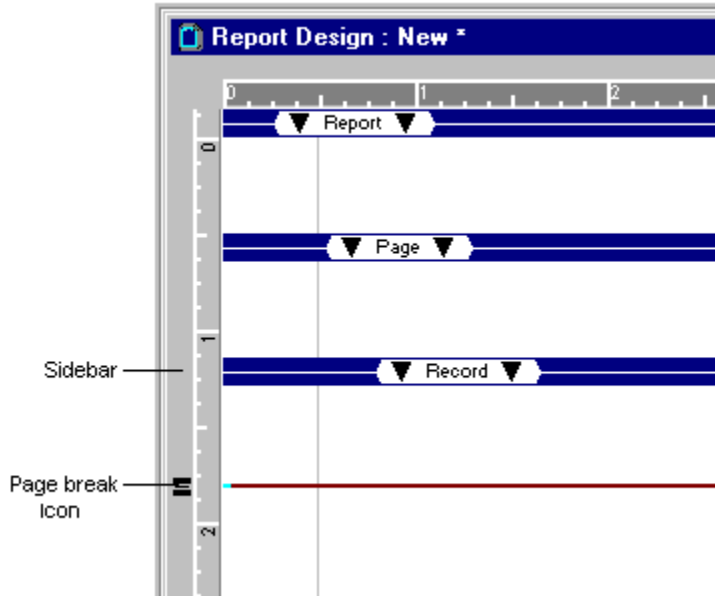 Report Design : New *
0 1 2
Report
0
Page
1
Sidebar
Record
Page break
icon
2